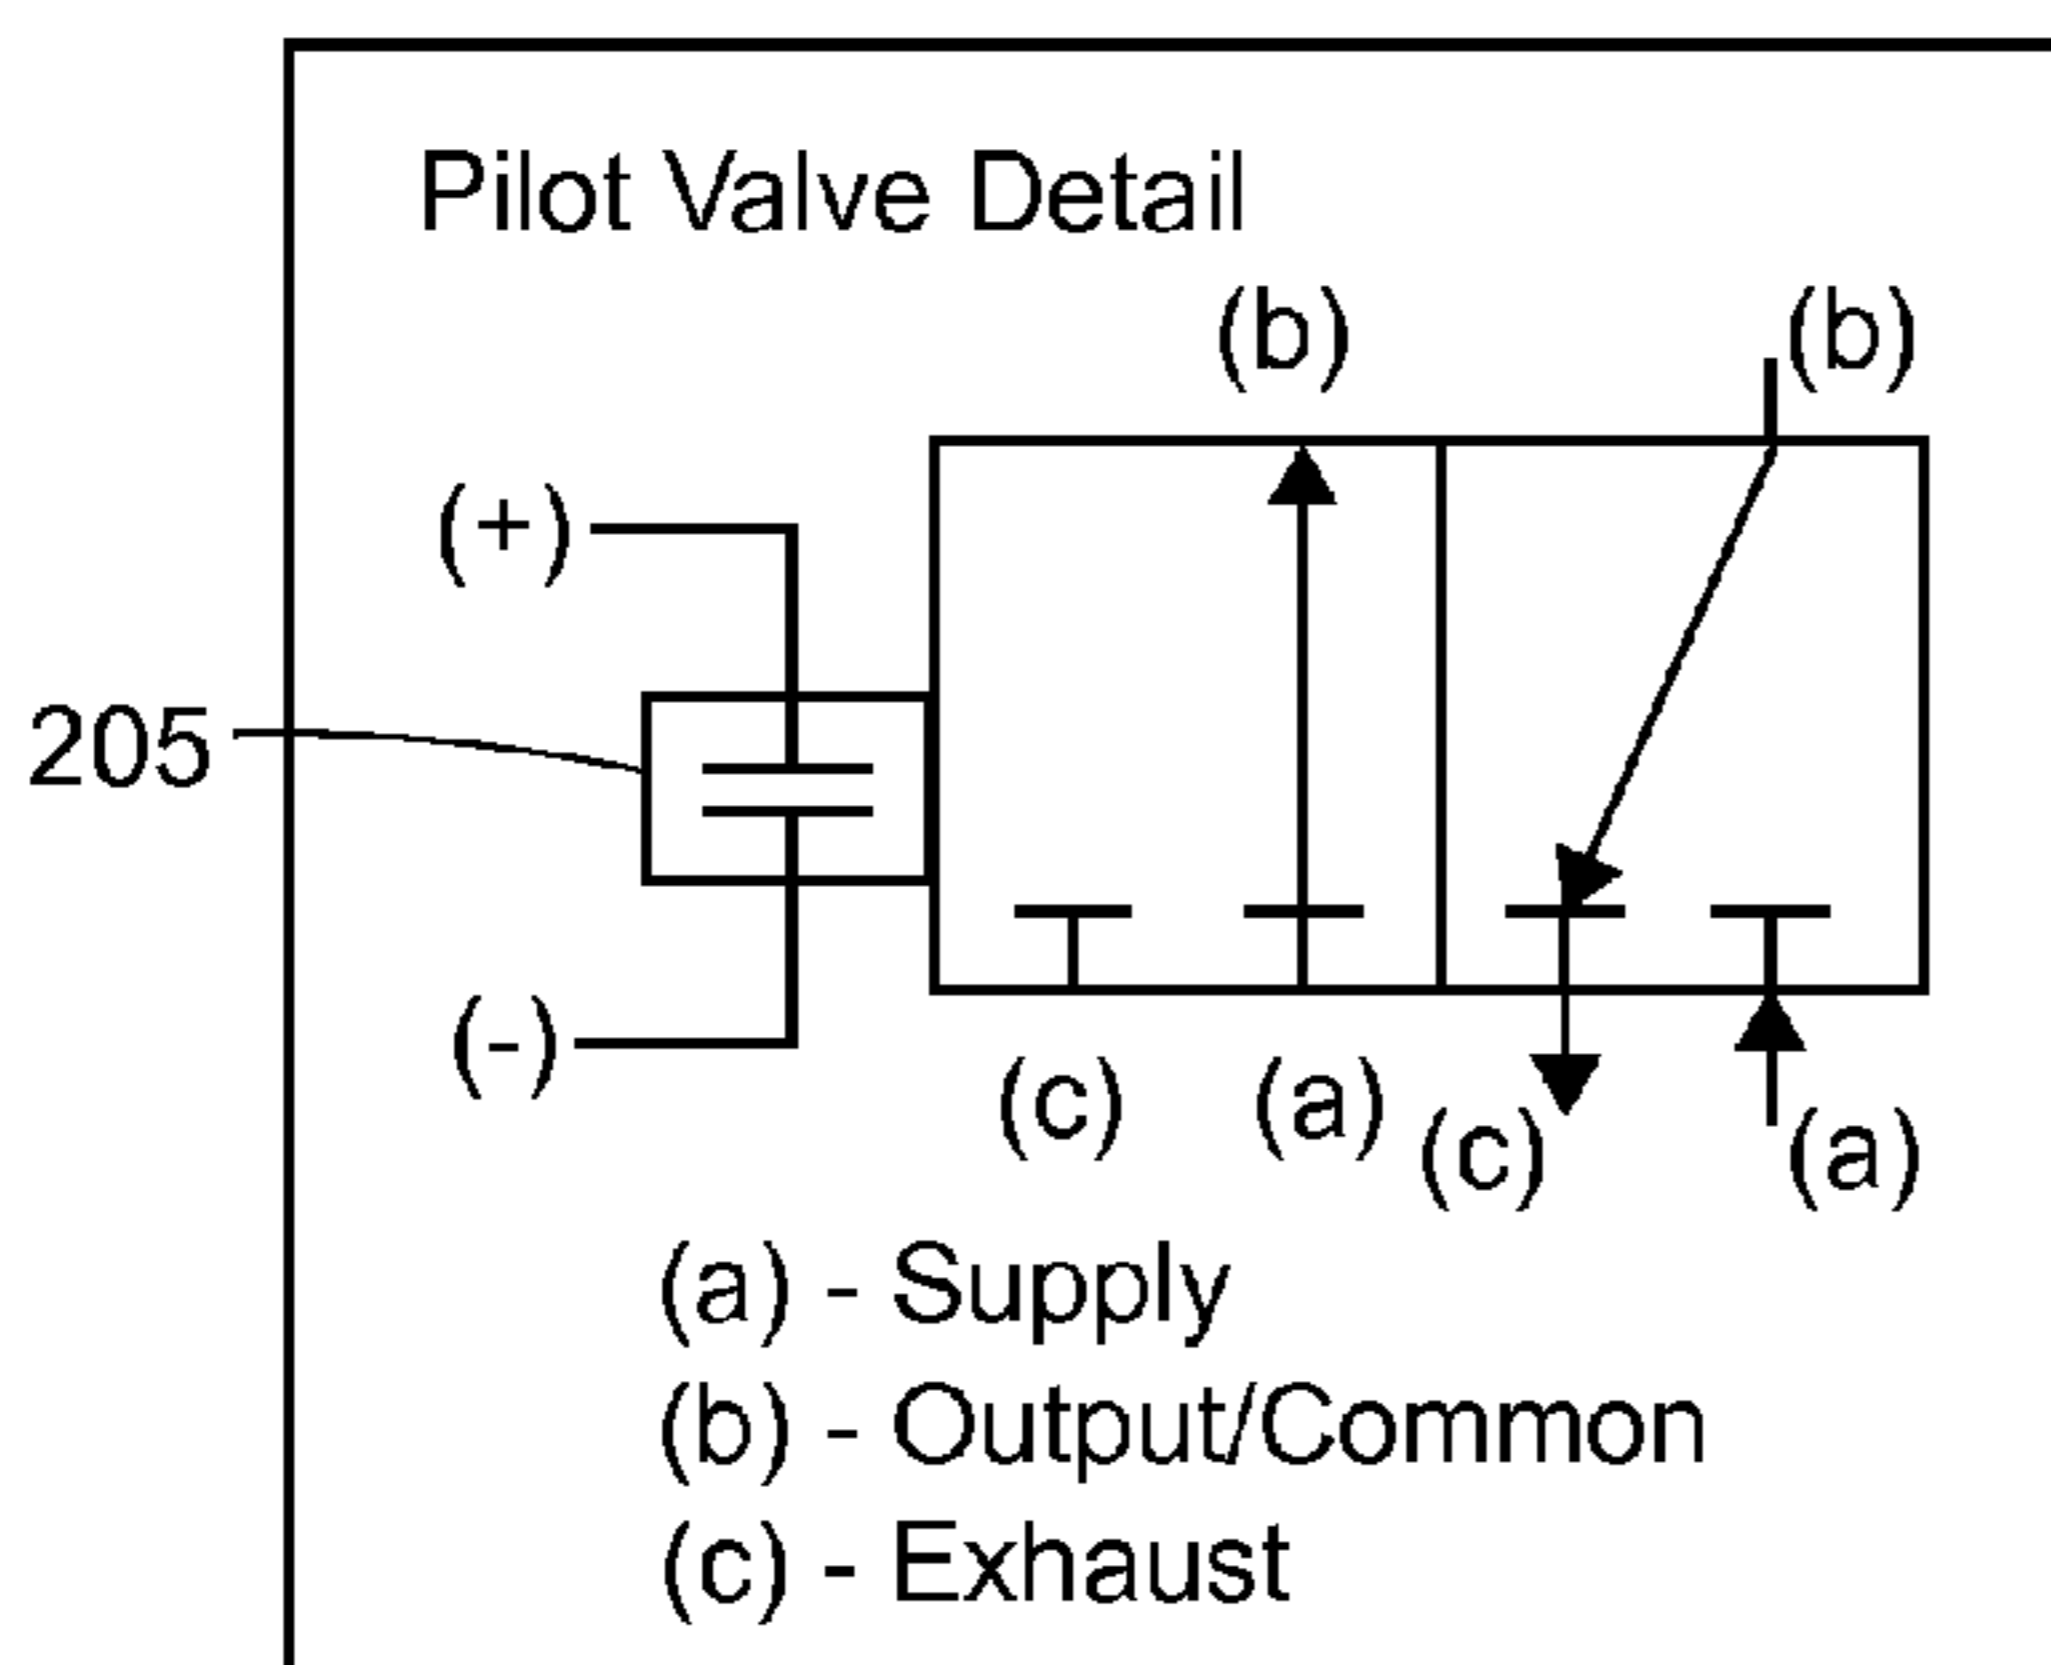 Pilot Valve Detail
(b) (b)
(+)
205
(-)
(c) (a) (c) (a)
(a) - Supply
(b) - Output/Common
(c) - Exhaust